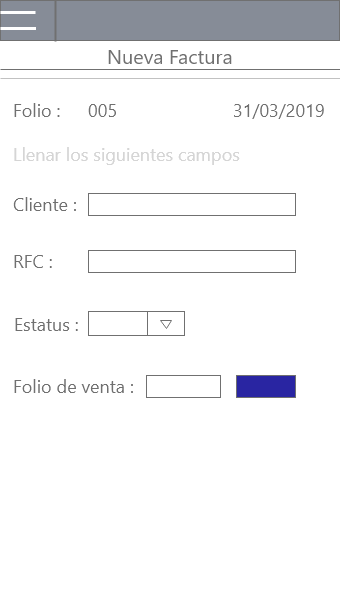 Nueva Factura
Folio : 005 31/03/2019
Llenar los siguientes campos
Cliente :
RFC :
Estatus :
Folio de venta :